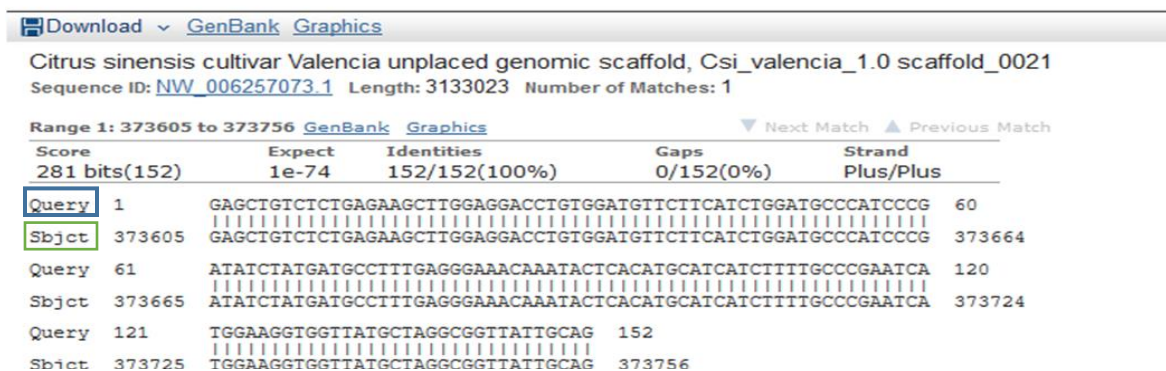 Download GenBank Graphics
Citrus sinensis cultivar Valencia unplaced genomic scaffold, Csi_valencia_1.0 scaffold_0021
Sequence ID: NW_006257073.1 Length: 3133023 Number of Matches: 1
Range 1: 373605 to 373756 GenBank Graphics ▼ Next Match ▲ Previous Match
Score Expect Identities Gaps Strand
281 bits(152) 1e-74 152/152(100%) 0/152(0%) Plus/Plus
Query 1 GAGCTGTCTCTGAGAAGCTTGGAGGACCTGTGGATGTTCTTCATCTGGATGCCCATCCCG 60
||||||||||||||||||||||||||||||||||||||||||||||||||||||||||||
Sbjct 373605 GAGCTGTCTCTGAGAAGCTTGGAGGACCTGTGGATGTTCTTCATCTGGATGCCCATCCCG 373664
Query 61 ATATCTATGATGCCTTTGAGGGAAACAAATACTCACATGCATCATCTTTTGCCCGAATCA 120
||||||||||||||||||||||||||||||||||||||||||||||||||||||||||||
Sbjct 373665 ATATCTATGATGCCTTTGAGGGAAACAAATACTCACATGCATCATCTTTTGCCCGAATCA 373724
Query 121 TGGAAGGTGGTTATGCTAGGCGGTTATTGCAG 152
||||||||||||||||||||||||||||||||
Sbjct 373725 TGGAAGGTGGTTATGCTAGGCGGTTATTGCAG 373756